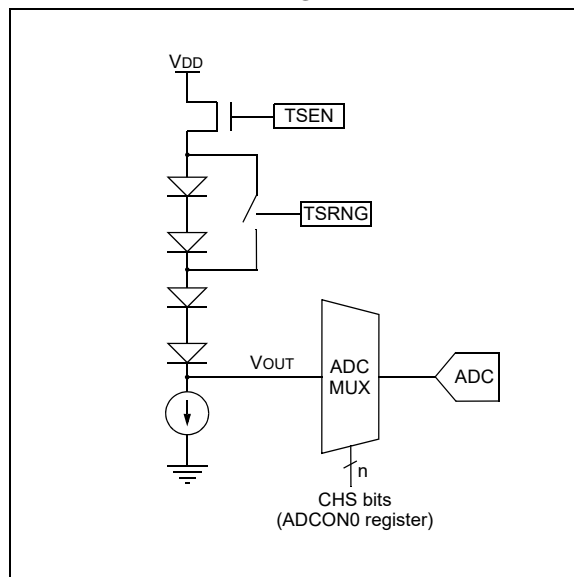 VDD
TSEN
TSRNG
VOUT
ADC
MUX
ADC
n
CHS bits
(ADCON0 register)